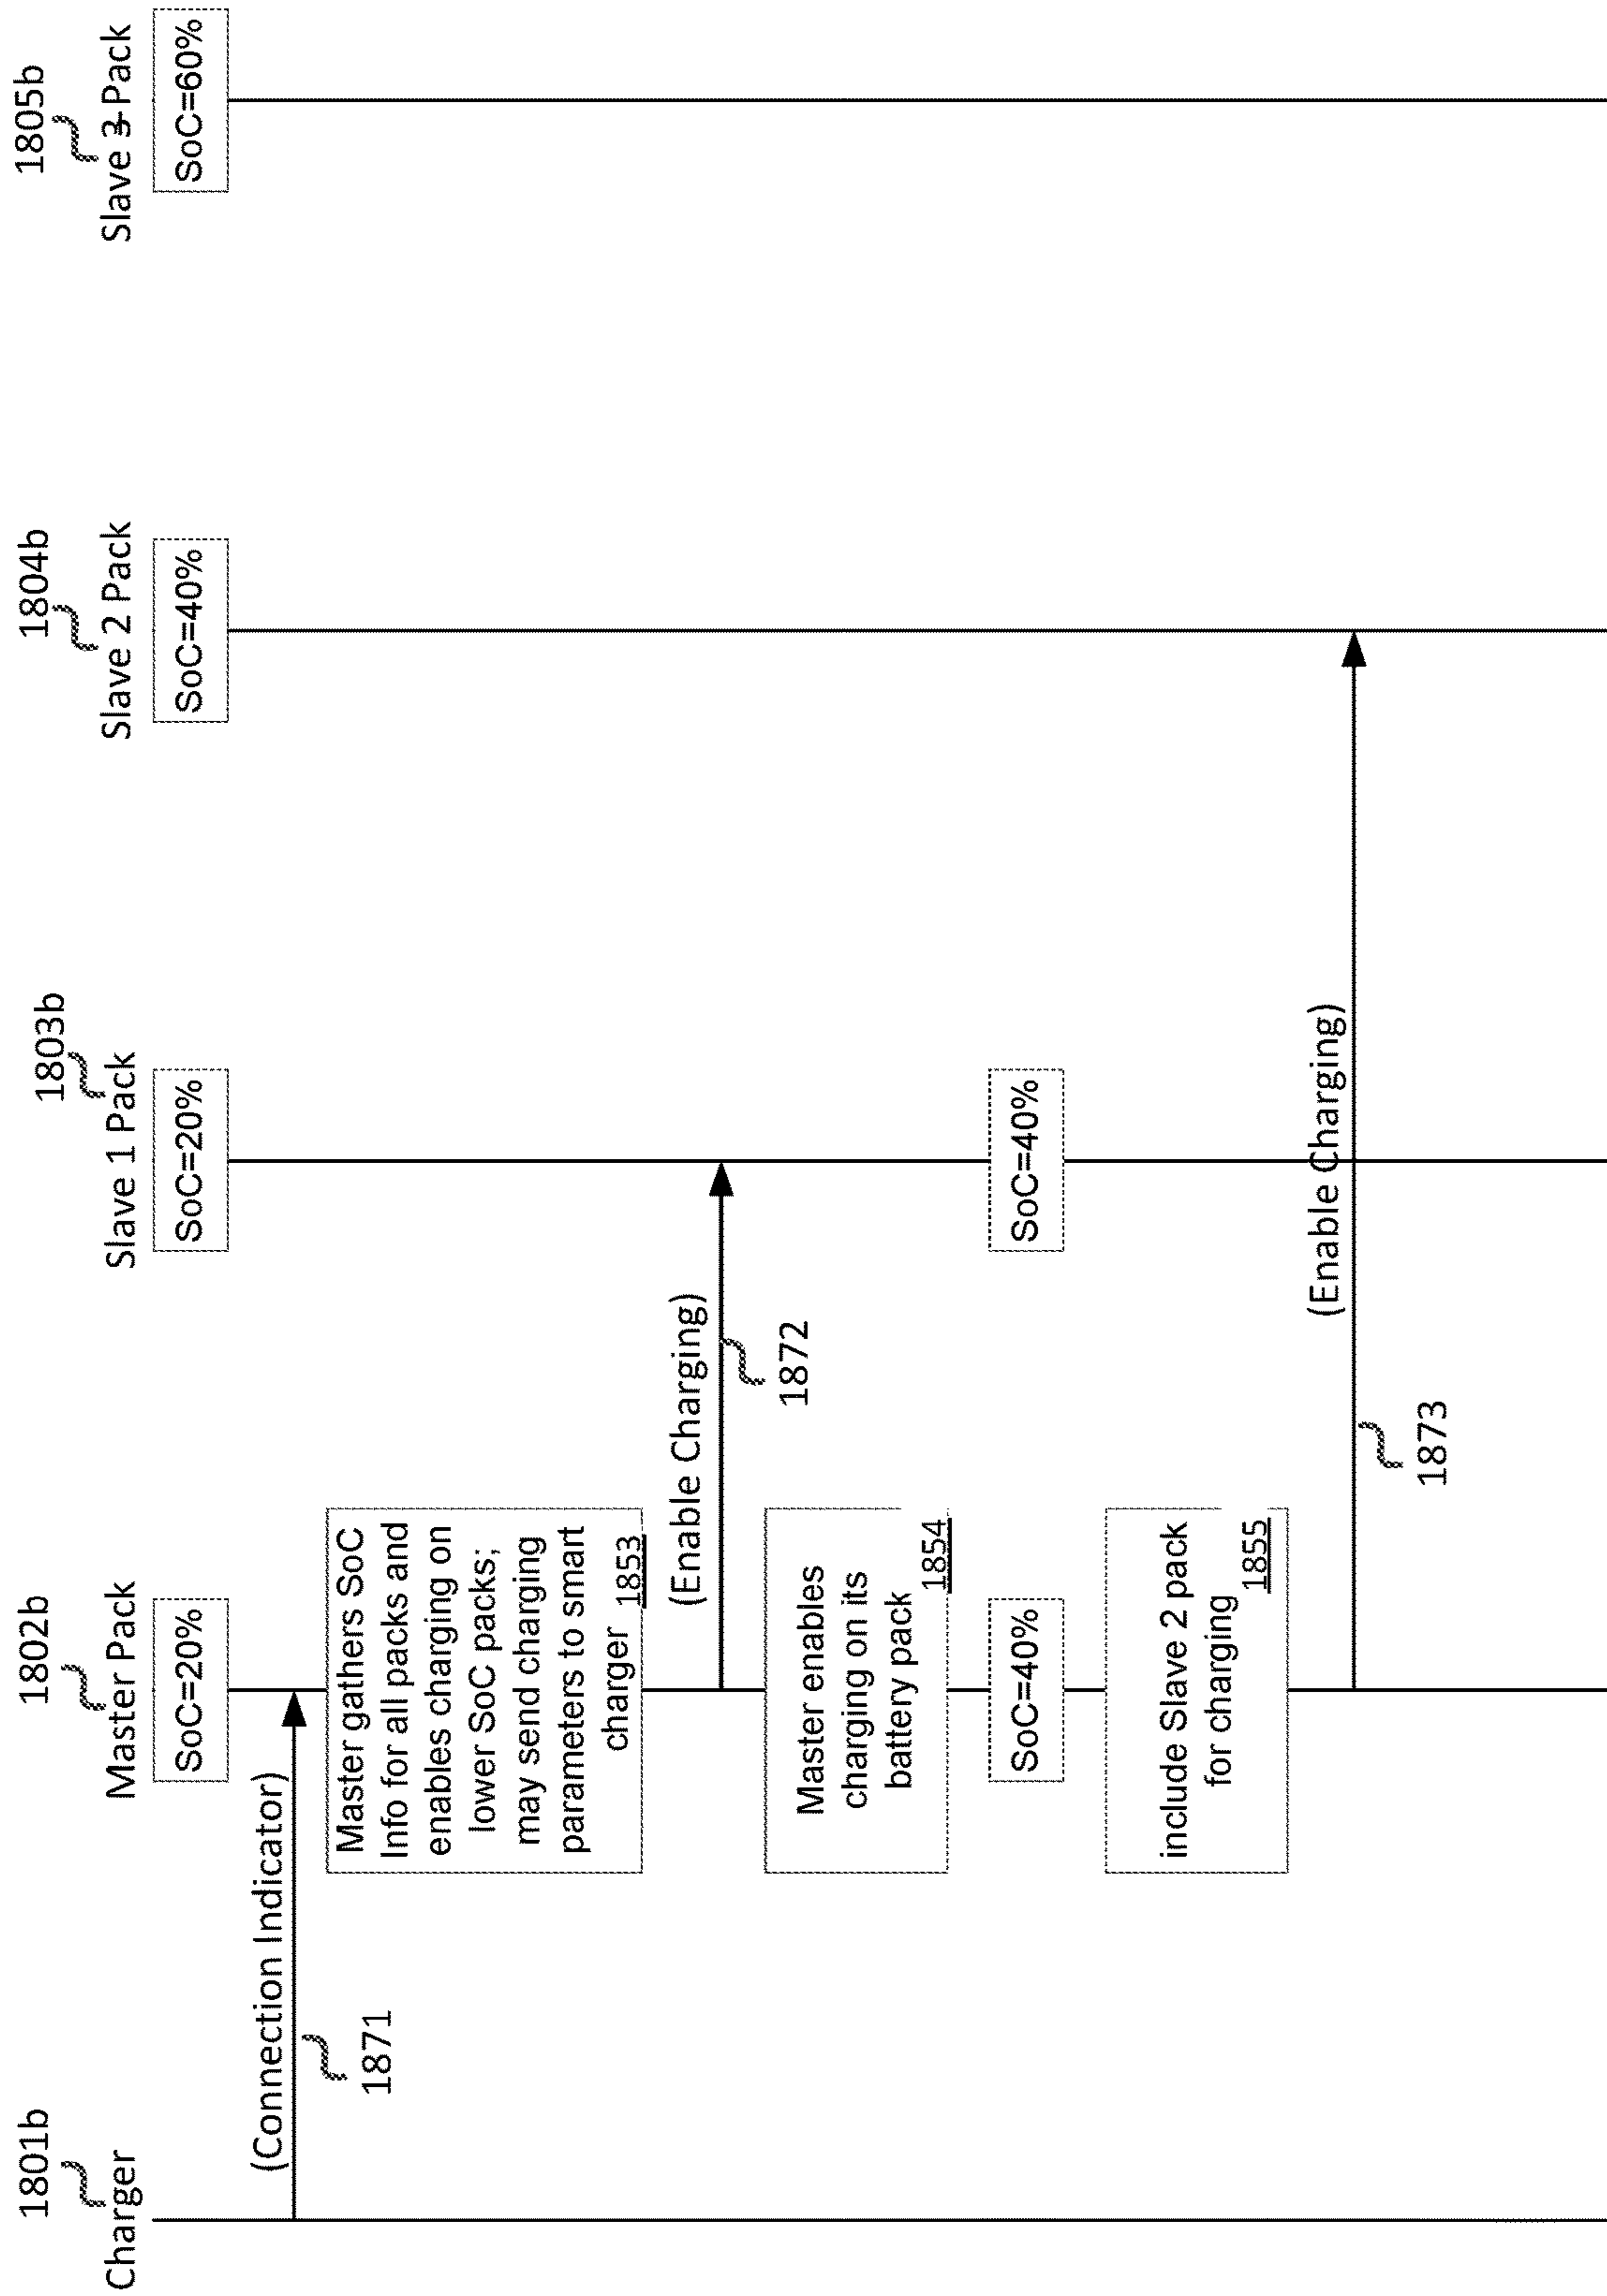 1801b
1802b
1803b
1804b
1805b
Charger
Master Pack
Slave 1 Pack
Slave 2 Pack
Slave 3 Pack
SoC=20%
SoC=20%
SoC=40%
SoC=60%
(Connection Indicator)
1871
Master gathers SoC
Info for all packs and
enables charging on
lower SoC packs;
may send charging
parameters to smart
charger 1853
(Enable Charging)
1872
Master enables
charging on its
battery pack
1854
SoC=40%
SoC=40%
include Slave 2 pack
for charging
1855
(Enable Charging)
1873